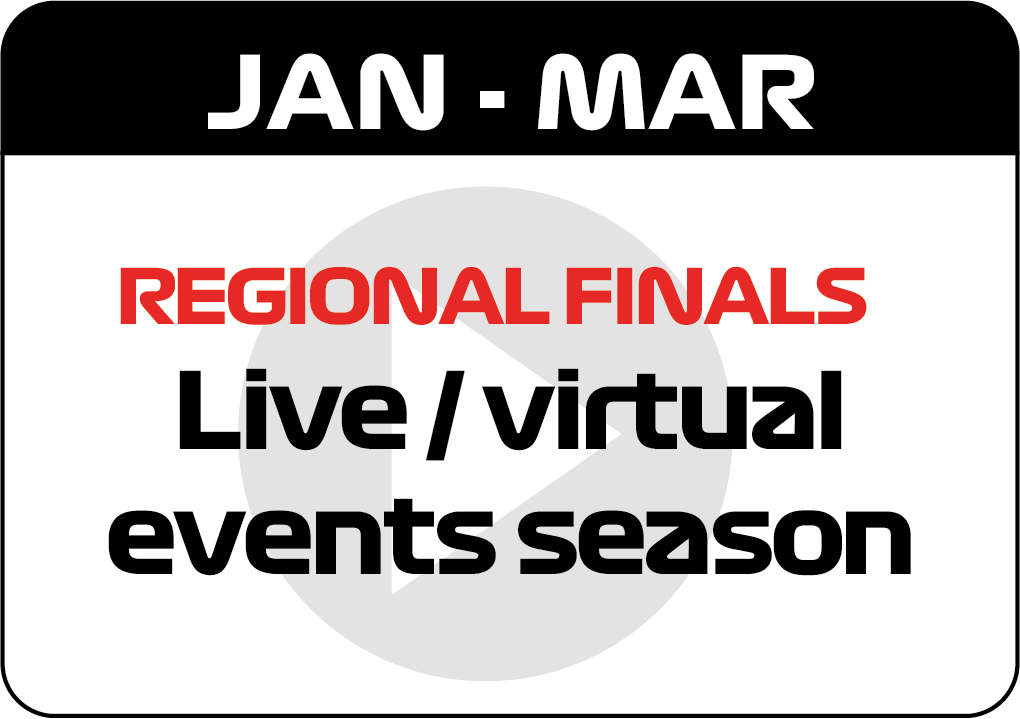 JAN - MAR
REGIONAL FINALS
Live / virtual
events season